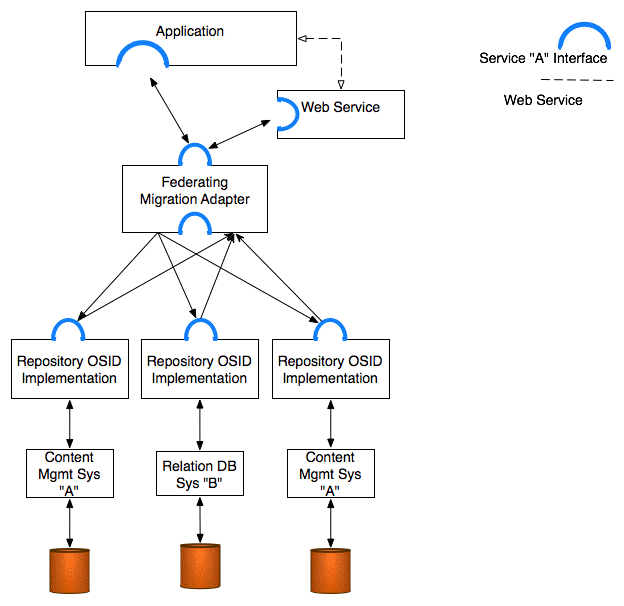 Application
Service "A" Interface
Web Service
Web Service
Federating
Migration Adapter
Repository OSID
Implementation
Repository OSID
Implementation
Repository OSID
Implementation
Content
Mgmt Sys
"A"
Relation DB
Sys "B"
Content
Mgmt Sys
"A"